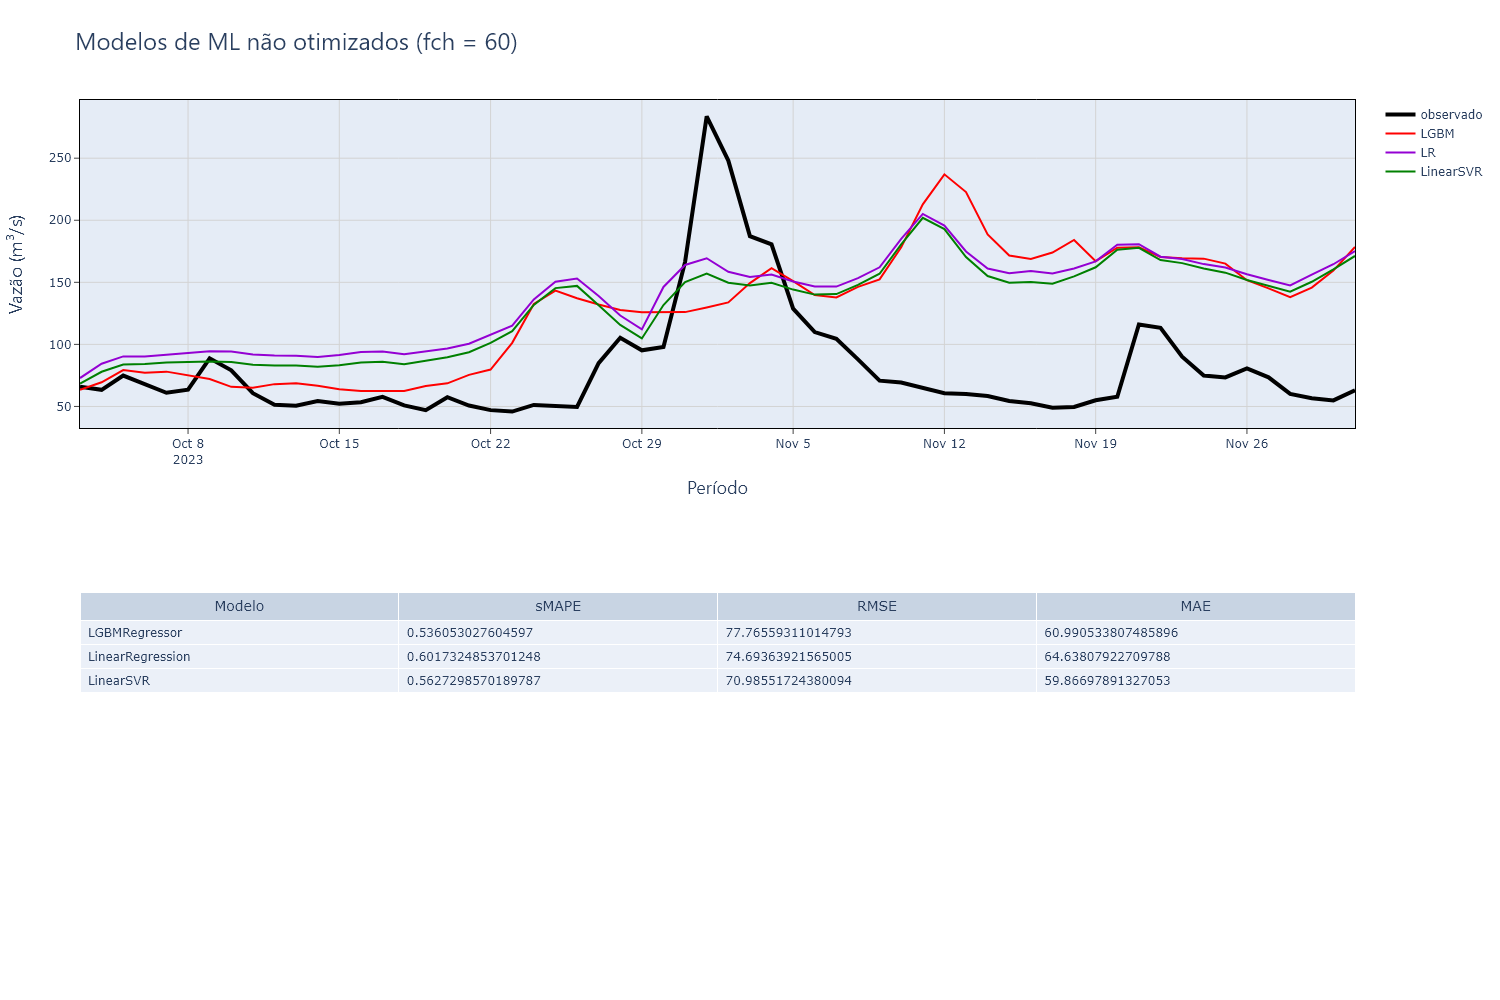 Modelos de ML não otimizados (fch = 60)
observado
LGBM
LR
LinearSVR
Vazão (m³/s)
250
200
150
100
50
Oct 8
2023
Oct 15
Oct 22
Oct 29
Nov 5
Nov 12
Nov 19
Nov 26
Período
Modelo sMAPE RMSE MAE
LGBMRegressor 0.536053027604597 77.76559311014793 60.990533807485896
LinearRegression 0.6017324853701248 74.69363921565005 64.63807922709788
LinearSVR 0.5627298570189787 70.98551724380094 59.86697891327053